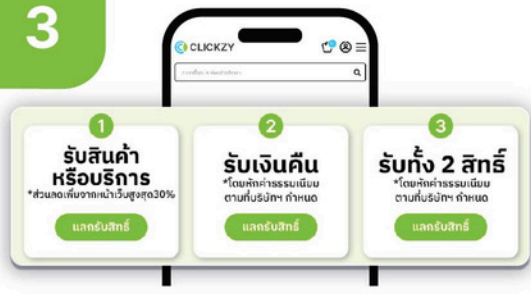 3
CLICKZY
1
รับสินค้า
หรือบริการ
*ส่วนลดเพิ่มจากหน้าเว็บสูงสุด30%
แลกรับสิทธิ์
2
รับเงินคืน
*โดยหักค่าธรรมเนียม
ตามที่บริษัทฯ กำหนด
แลกรับสิทธิ์
3
รับทั้ง 2 สิทธิ์
*โดยหักค่าธรรมเนียม
ตามที่บริษัทฯ กำหนด
แลกรับสิทธิ์